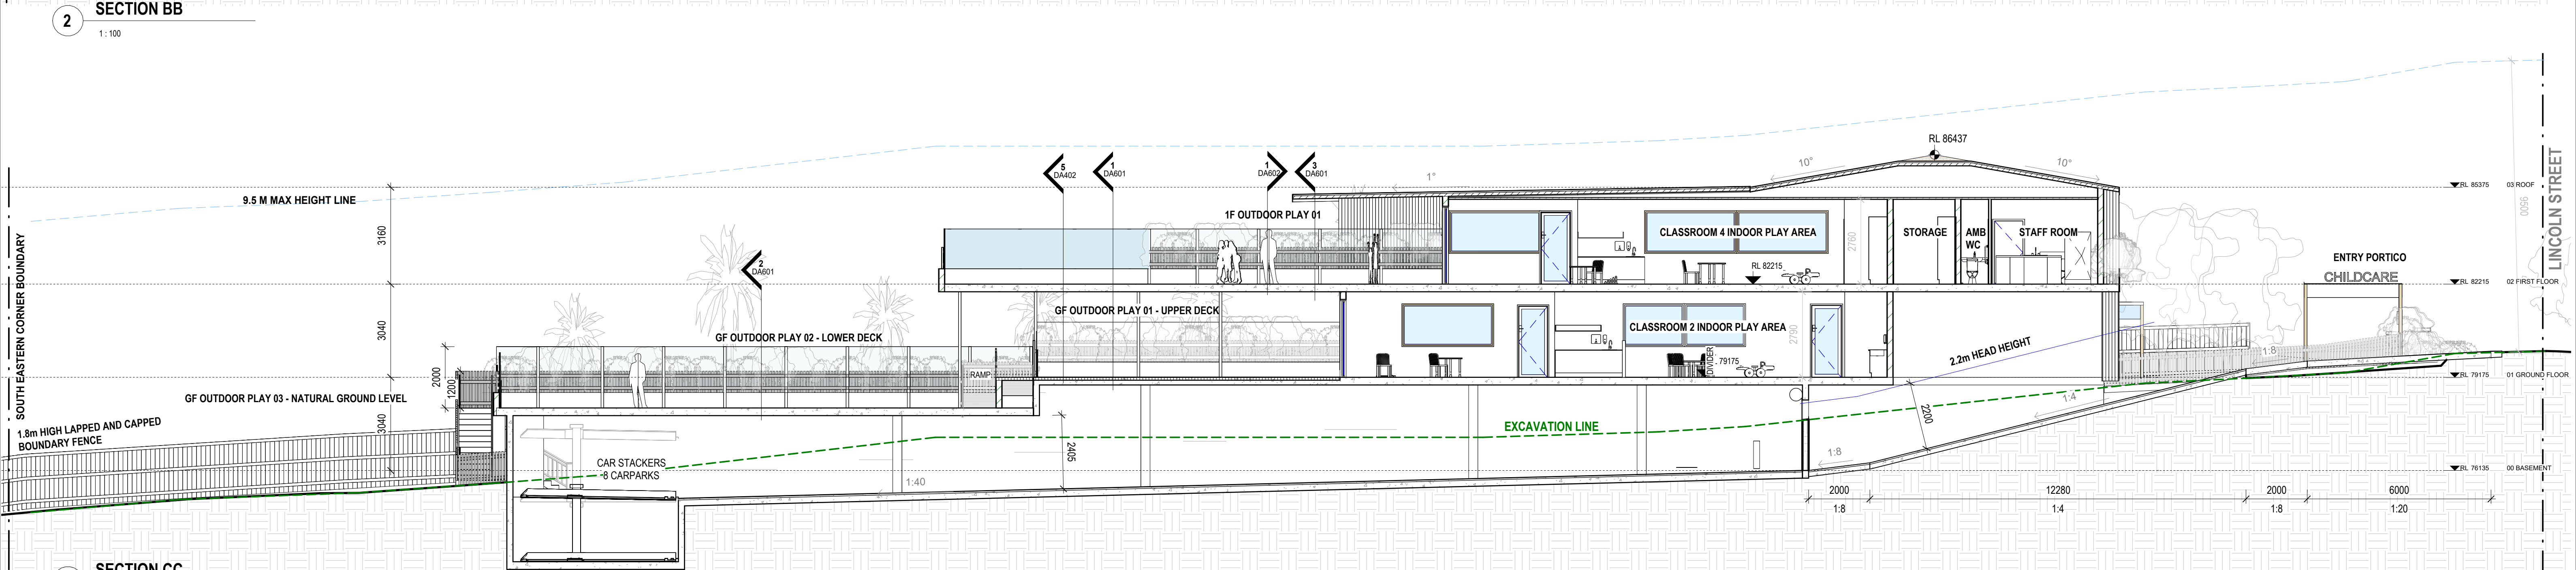 2
SECTION BB
1 : 100
LINCOLN STREET
SOUTH EASTERN CORNER BOUNDARY
9.5 M MAX HEIGHT LINE
3160
3040
3040
2000
1200
GF OUTDOOR PLAY 03 - NATURAL GROUND LEVEL
1.8m HIGH LAPPED AND CAPPED
BOUNDARY FENCE
2
DA601
GF OUTDOOR PLAY 02 - LOWER DECK
RAMP
CAR STACKERS
8 CARPARKS
1:40
5
DA402
1
DA601
1
DA602
3
DA601
1F OUTDOOR PLAY 01
GF OUTDOOR PLAY 01 - UPPER DECK
2405
1°
10°
RL 86437
10°
CLASSROOM 4 INDOOR PLAY AREA
2760
RL 82215
STORAGE
AMB
WC
STAFF ROOM
CLASSROOM 2 INDOOR PLAY AREA
2790
DIVIDER
79175
EXCAVATION LINE
2.2m HEAD HEIGHT
2200
1:8
1:4
1:8
ENTRY PORTICO
CHILDCARE
9500
RL 85375 03 ROOF
RL 82215 02 FIRST FLOOR
RL 79175 01 GROUND FLOOR
RL 76135 00 BASEMENT
2000 12280 2000 6000
1:8 1:4 1:8 1:20
SECTION CC